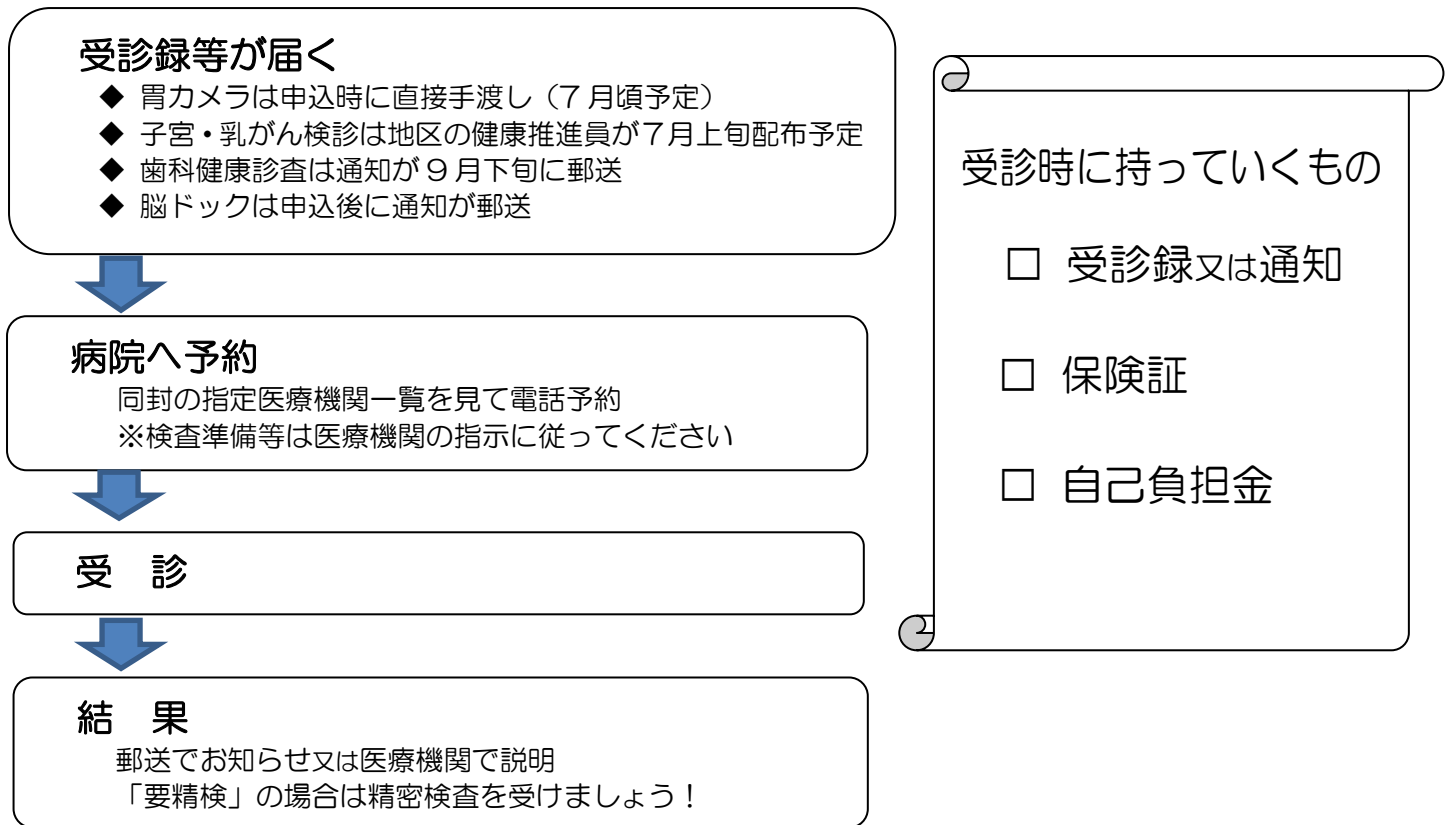 受診録等が届く
◆ 胃カメラは申込時に直接手渡し（7月頃予定）
◆ 子宮・乳がん検診は地区の健康推進員が７月上旬配布予定
◆ 歯科健康診査は通知が９月下旬に郵送
◆ 脳ドックは申込後に通知が郵送
病院へ予約
同封の指定医療機関一覧を見て電話予約
※検査準備等は医療機関の指示に従ってください
受　診
結　果
郵送でお知らせ又は医療機関で説明
「要精検」の場合は精密検査を受けましょう！
受診時に持っていくもの
□ 受診録又は通知
□ 保険証
□ 自己負担金